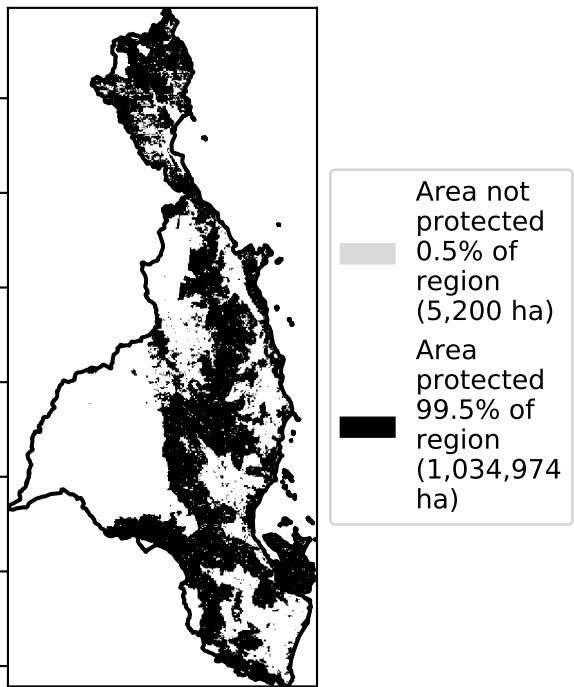 Area not
protected
0.5% of
region
(5,200 ha)
Area
protected
99.5% of
region
(1,034,974
ha)